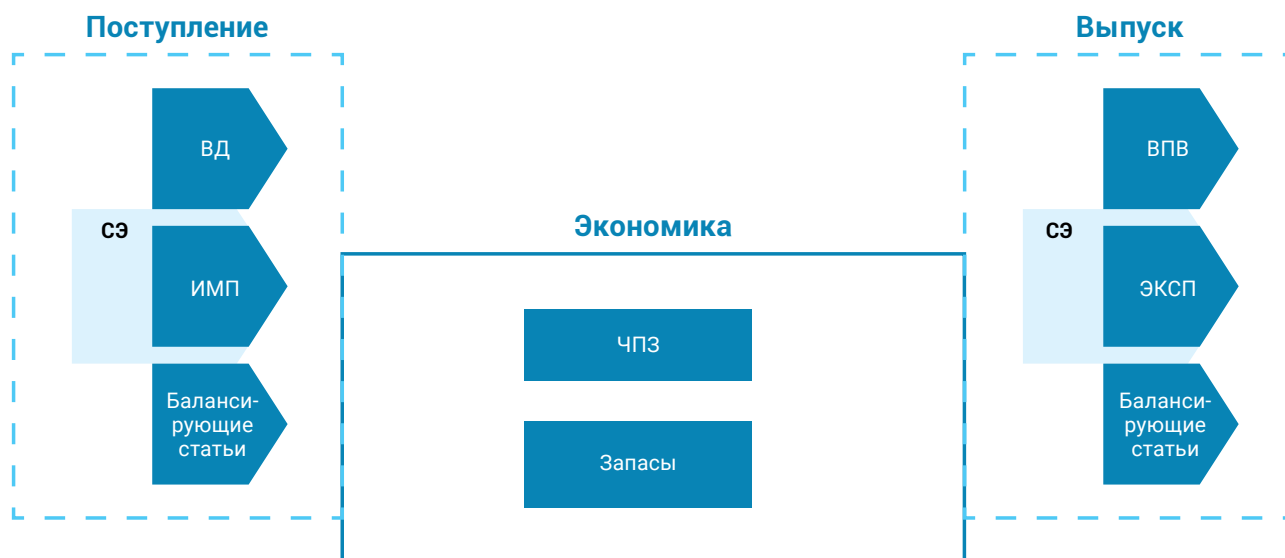 Поступление
ВД
СЭ
ИМП
Баланси-
рующие
статьи
Экономика
ЧПЗ
Запасы
Выпуск
ВПВ
СЭ
ЭКСП
Баланси-
рующие
статьи